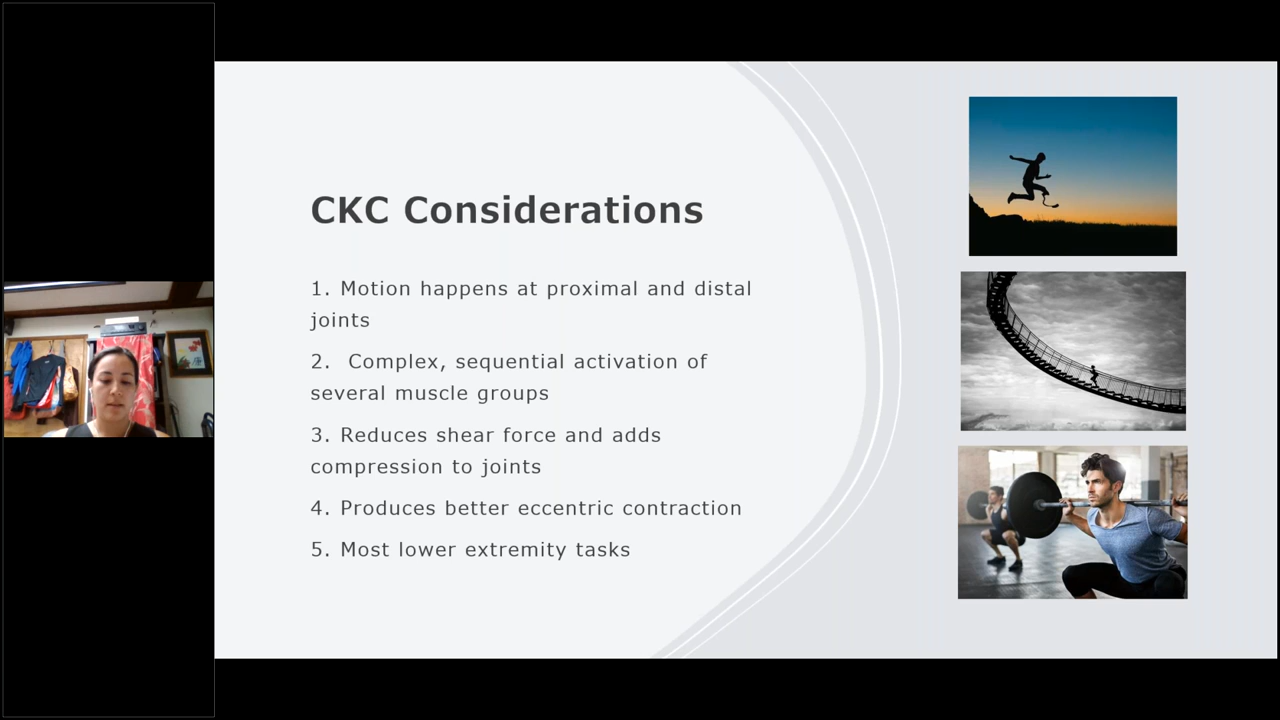 CKC Considerations
1. Motion happens at proximal and distal
joints
2.  Complex, sequential activation of
several muscle groups
3. Reduces shear force and adds
compression to joints
4. Produces better eccentric contraction
5. Most lower extremity tasks